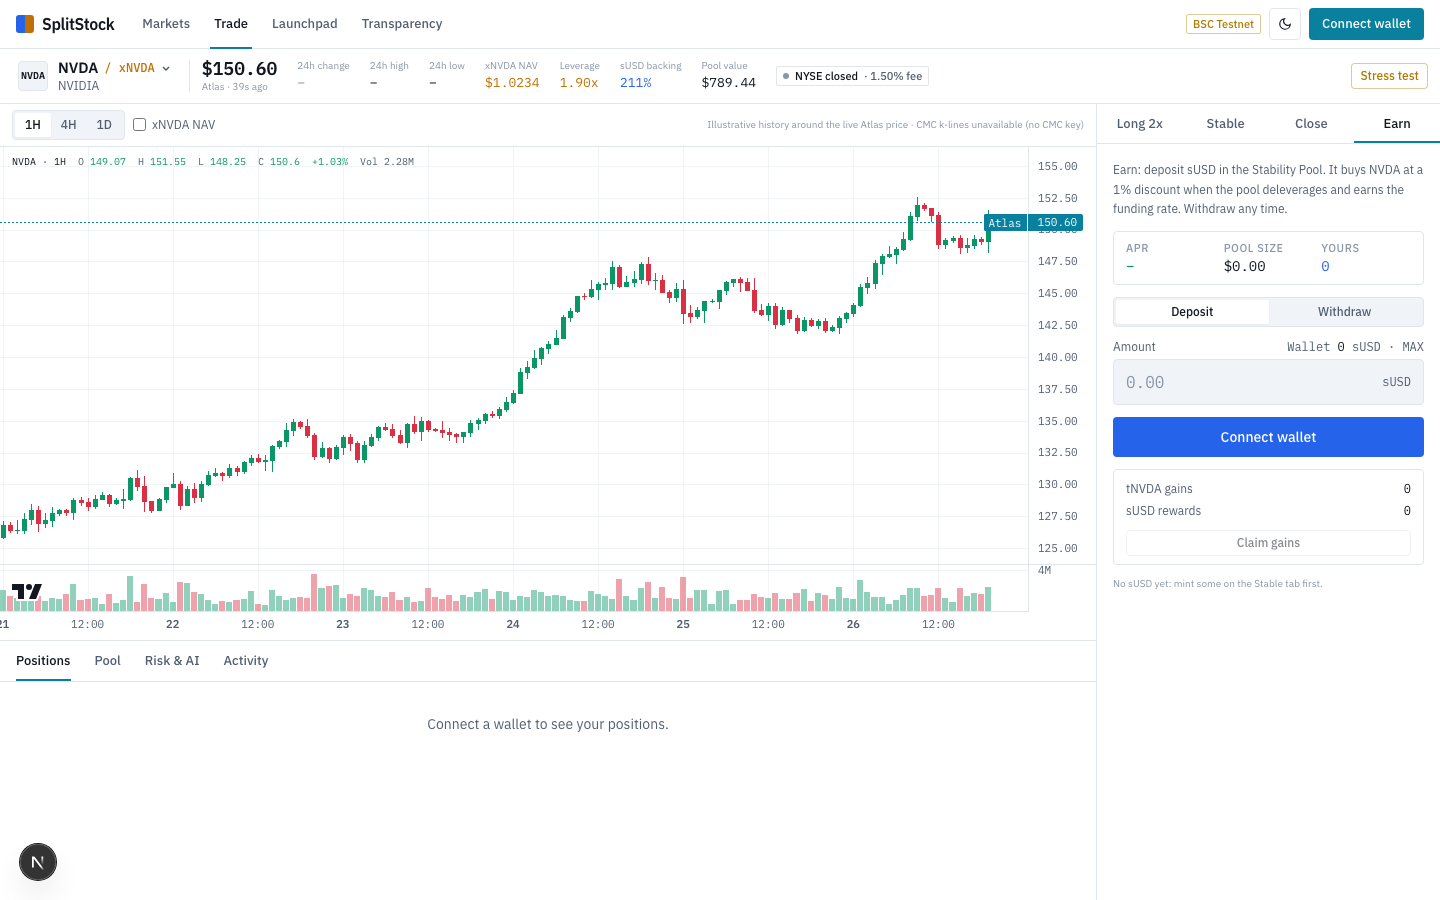 SplitStock
Markets
Trade
Launchpad
Transparency
BSC Testnet
Connect wallet
NVDA
NVDA / xNVDA
NVIDIA
$150.60
Atlas · 39s ago
24h change
–
24h high
–
24h low
–
xNVDA NAV
$1.0234
Leverage
1.90x
sUSD backing
211%
Pool value
$789.44
NYSE closed · 1.50% fee
Stress test
1H
4H
1D
xNVDA NAV
Illustrative history around the live Atlas price · CMC k-lines unavailable (no CMC key)
NVDA · 1H O 149.07 H 151.55 L 148.25 C 150.6 +1.03% Vol 2.28M
155.00
152.50
Atlas 150.60
147.50
145.00
142.50
140.00
137.50
135.00
132.50
130.00
127.50
125.00
4M
21
12:00
22
12:00
23
12:00
24
12:00
25
12:00
26
12:00
Positions
Pool
Risk & AI
Activity
Connect a wallet to see your positions.
N
Long 2x
Stable
Close
Earn
Earn: deposit sUSD in the Stability Pool. It buys NVDA at a
1% discount when the pool deleverages and earns the
funding rate. Withdraw any time.
APR
–
POOL SIZE
$0.00
YOURS
0
Deposit
Withdraw
Amount
Wallet 0 sUSD · MAX
0.00
sUSD
Connect wallet
tNVDA gains
0
sUSD rewards
0
Claim gains
No sUSD yet: mint some on the Stable tab first.